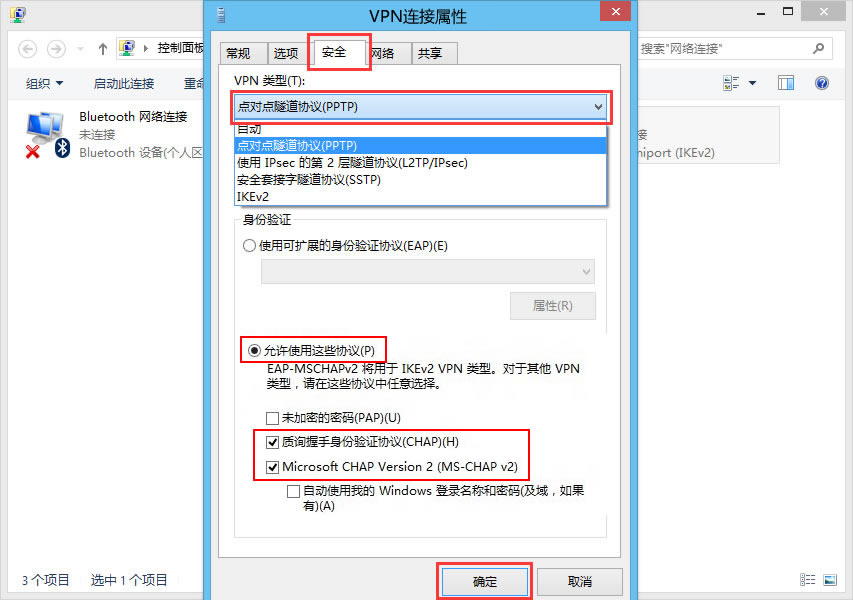 VPN连接属性
控制面板
搜索"网络连接"
组织
启动此连接
重命
Bluetooth 网络连接
未连接
Bluetooth 设备(个人区
接
niport (IKEv2)
常规
选项
安全
网络
共享
VPN 类型(T):
点对点隧道协议(PPTP)
自动
点对点隧道协议(PPTP)
使用 IPsec 的第 2 层隧道协议(L2TP/IPsec)
安全套接字隧道协议(SSTP)
IKEv2
身份验证
使用可扩展的身份验证协议(EAP)(E)
属性(R)
允许使用这些协议(P)
EAP-MSCHAPv2 将用于 IKEv2 VPN 类型。对于其他 VPN
类型，请在这些协议中任意选择。
未加密的密码(PAP)(U)
质询握手身份验证协议(CHAP)(H)
Microsoft CHAP Version 2 (MS-CHAP v2)
自动使用我的 Windows 登录名称和密码(及域，如果
有)(A)
确定
取消
3 个项目
选中 1 个项目